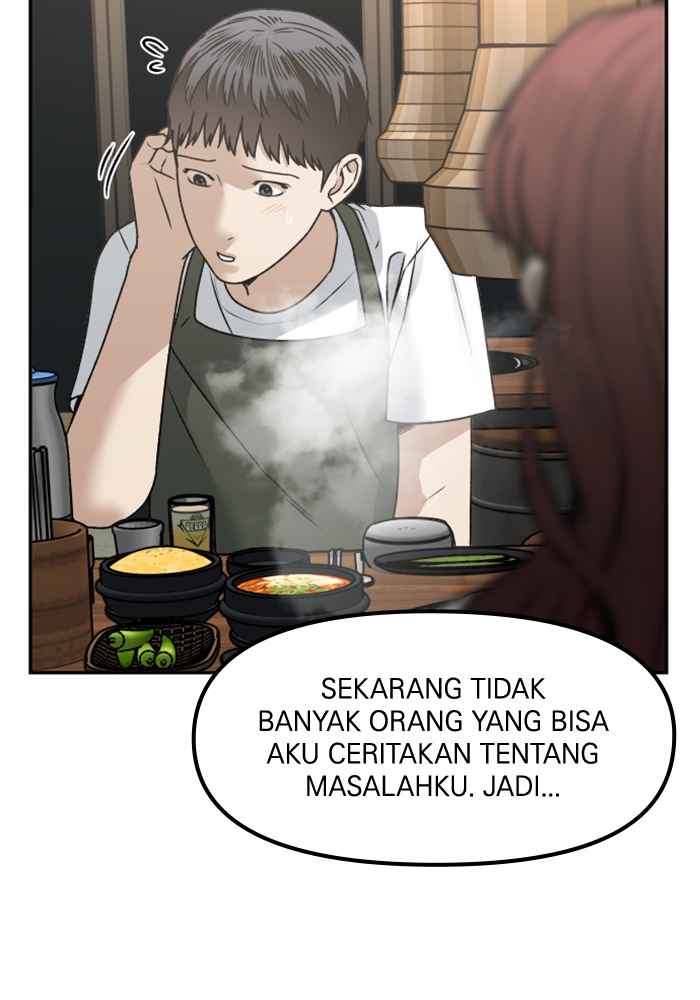 SEKARANG TIDAK
BANYAK ORANG YANG BISA
AKU CERITAKAN TENTANG
MASALAHKU. JADI...